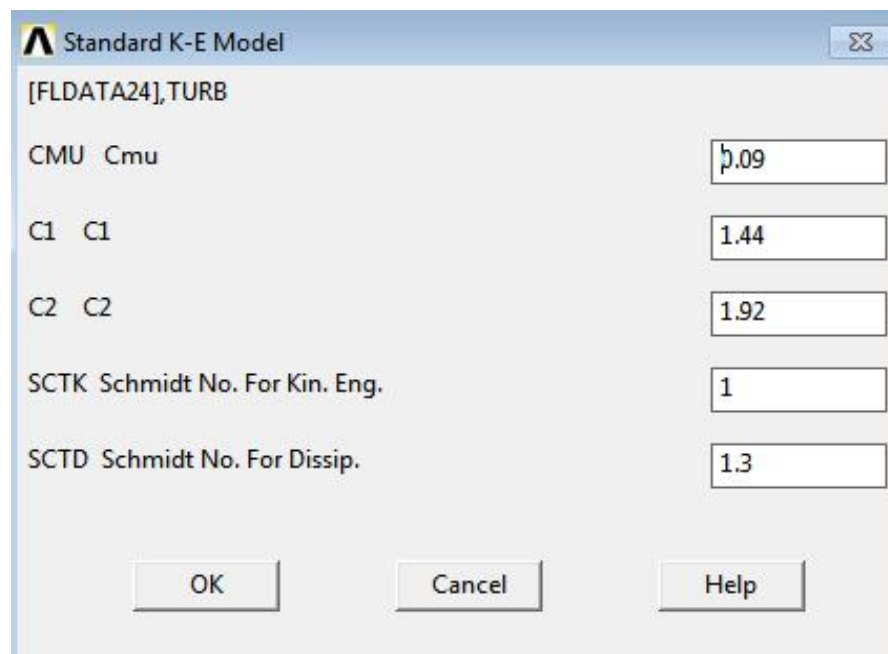 Standard K-E Model
[FLDATA24],TURB
CMU Cmu 0.09
C1 C1 1.44
C2 C2 1.92
SCTK Schmidt No. For Kin. Eng. 1
SCTD Schmidt No. For Dissip. 1.3
OK Cancel Help